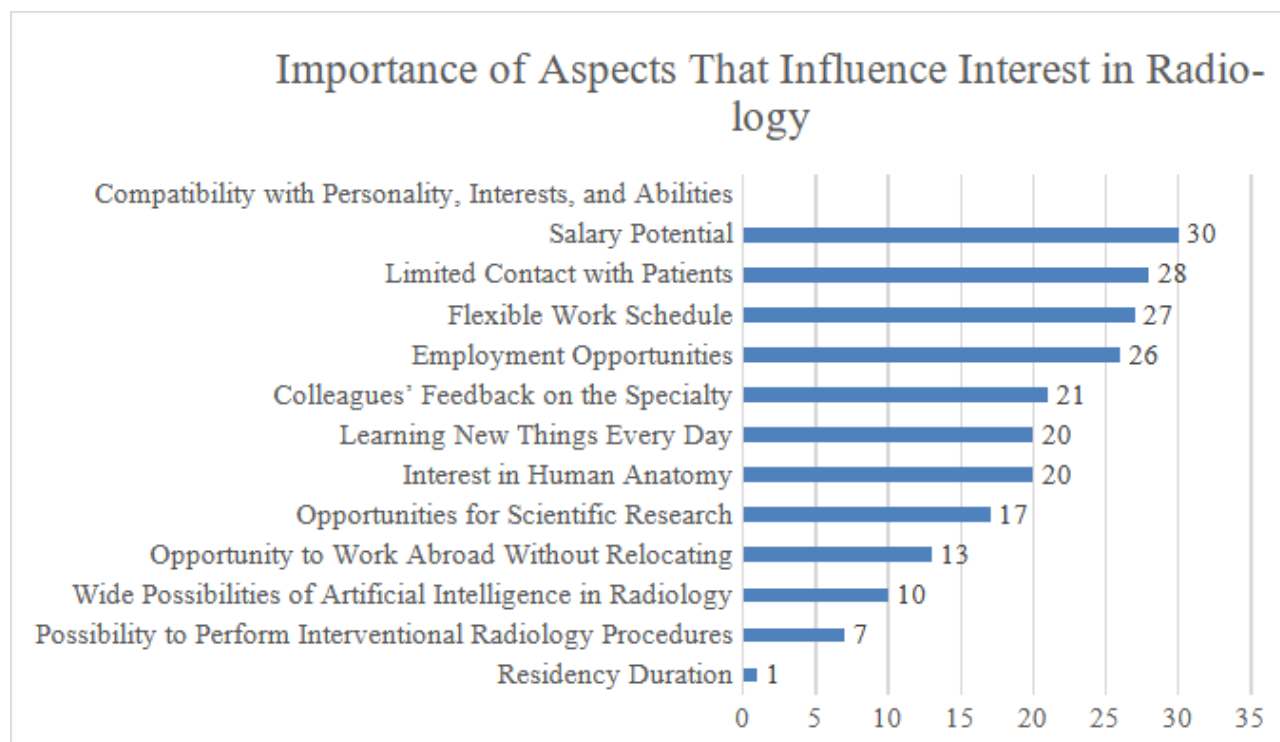 Importance of Aspects That Influence Interest in Radio-
logy
Compatibility with Personality, Interests, and Abilities
Salary Potential 30
Limited Contact with Patients 28
Flexible Work Schedule 27
Employment Opportunities 26
Colleagues’ Feedback on the Specialty 21
Learning New Things Every Day 20
Interest in Human Anatomy 20
Opportunities for Scientific Research 17
Opportunity to Work Abroad Without Relocating 13
Wide Possibilities of Artificial Intelligence in Radiology 10
Possibility to Perform Interventional Radiology Procedures 7
Residency Duration 1
0 5 10 15 20 25 30 35